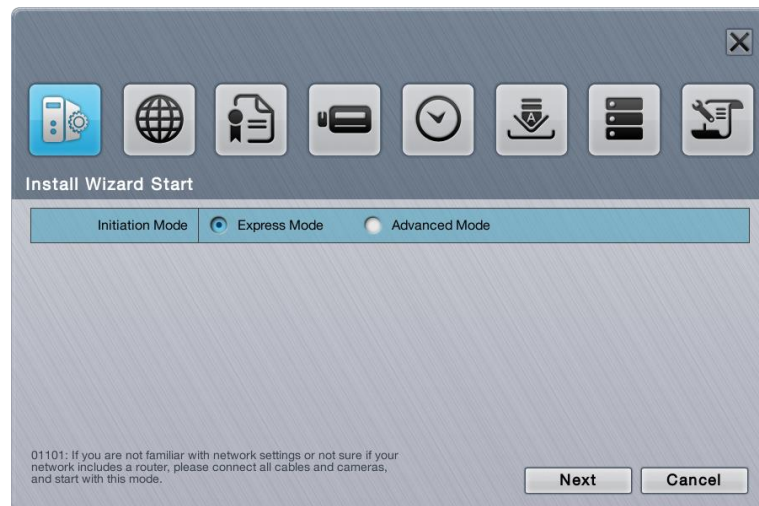 Install Wizard Start
Initiation Mode Express Mode Advanced Mode
01101: If you are not familiar with network settings or not sure if your
network includes a router, please connect all cables and cameras,
and start with this mode.
Next Cancel